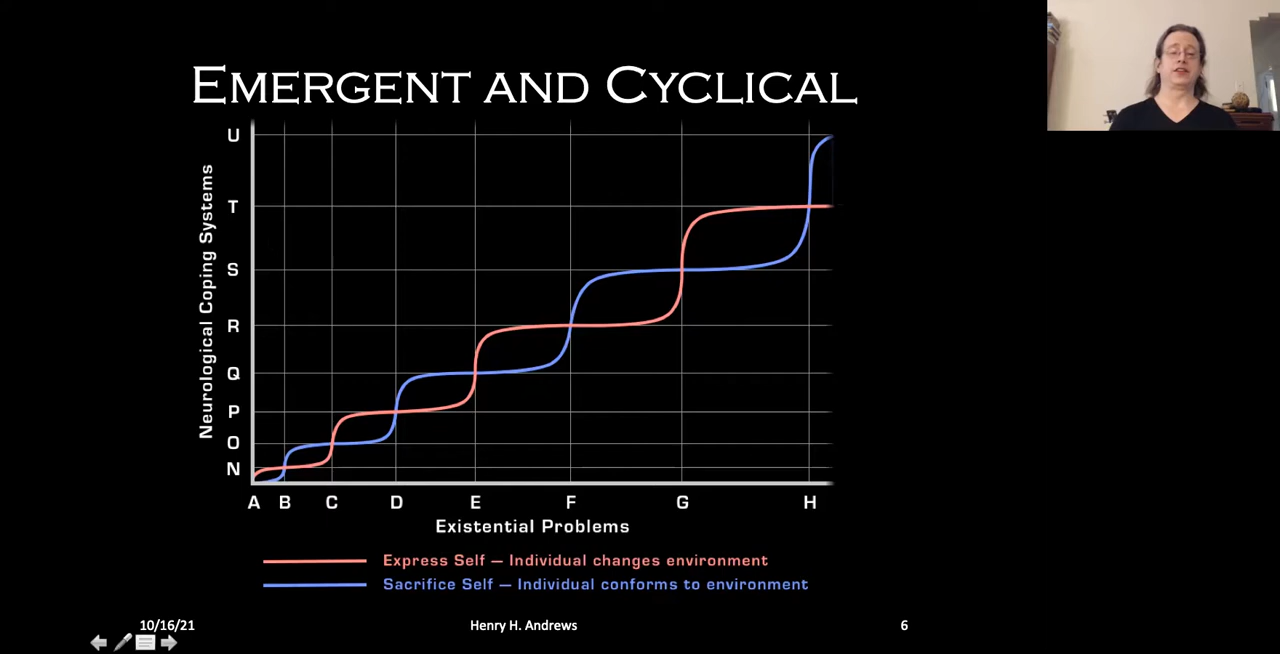 EMERGENT AND CYCLICAL
U
T
S
R
Q
P
O
N
Neurological Coping Systems
A B C D E F G H
Existential Problems
Express Self — Individual changes environment
Sacrifice Self — Individual conforms to environment
10/16/21 Henry H. Andrews 6